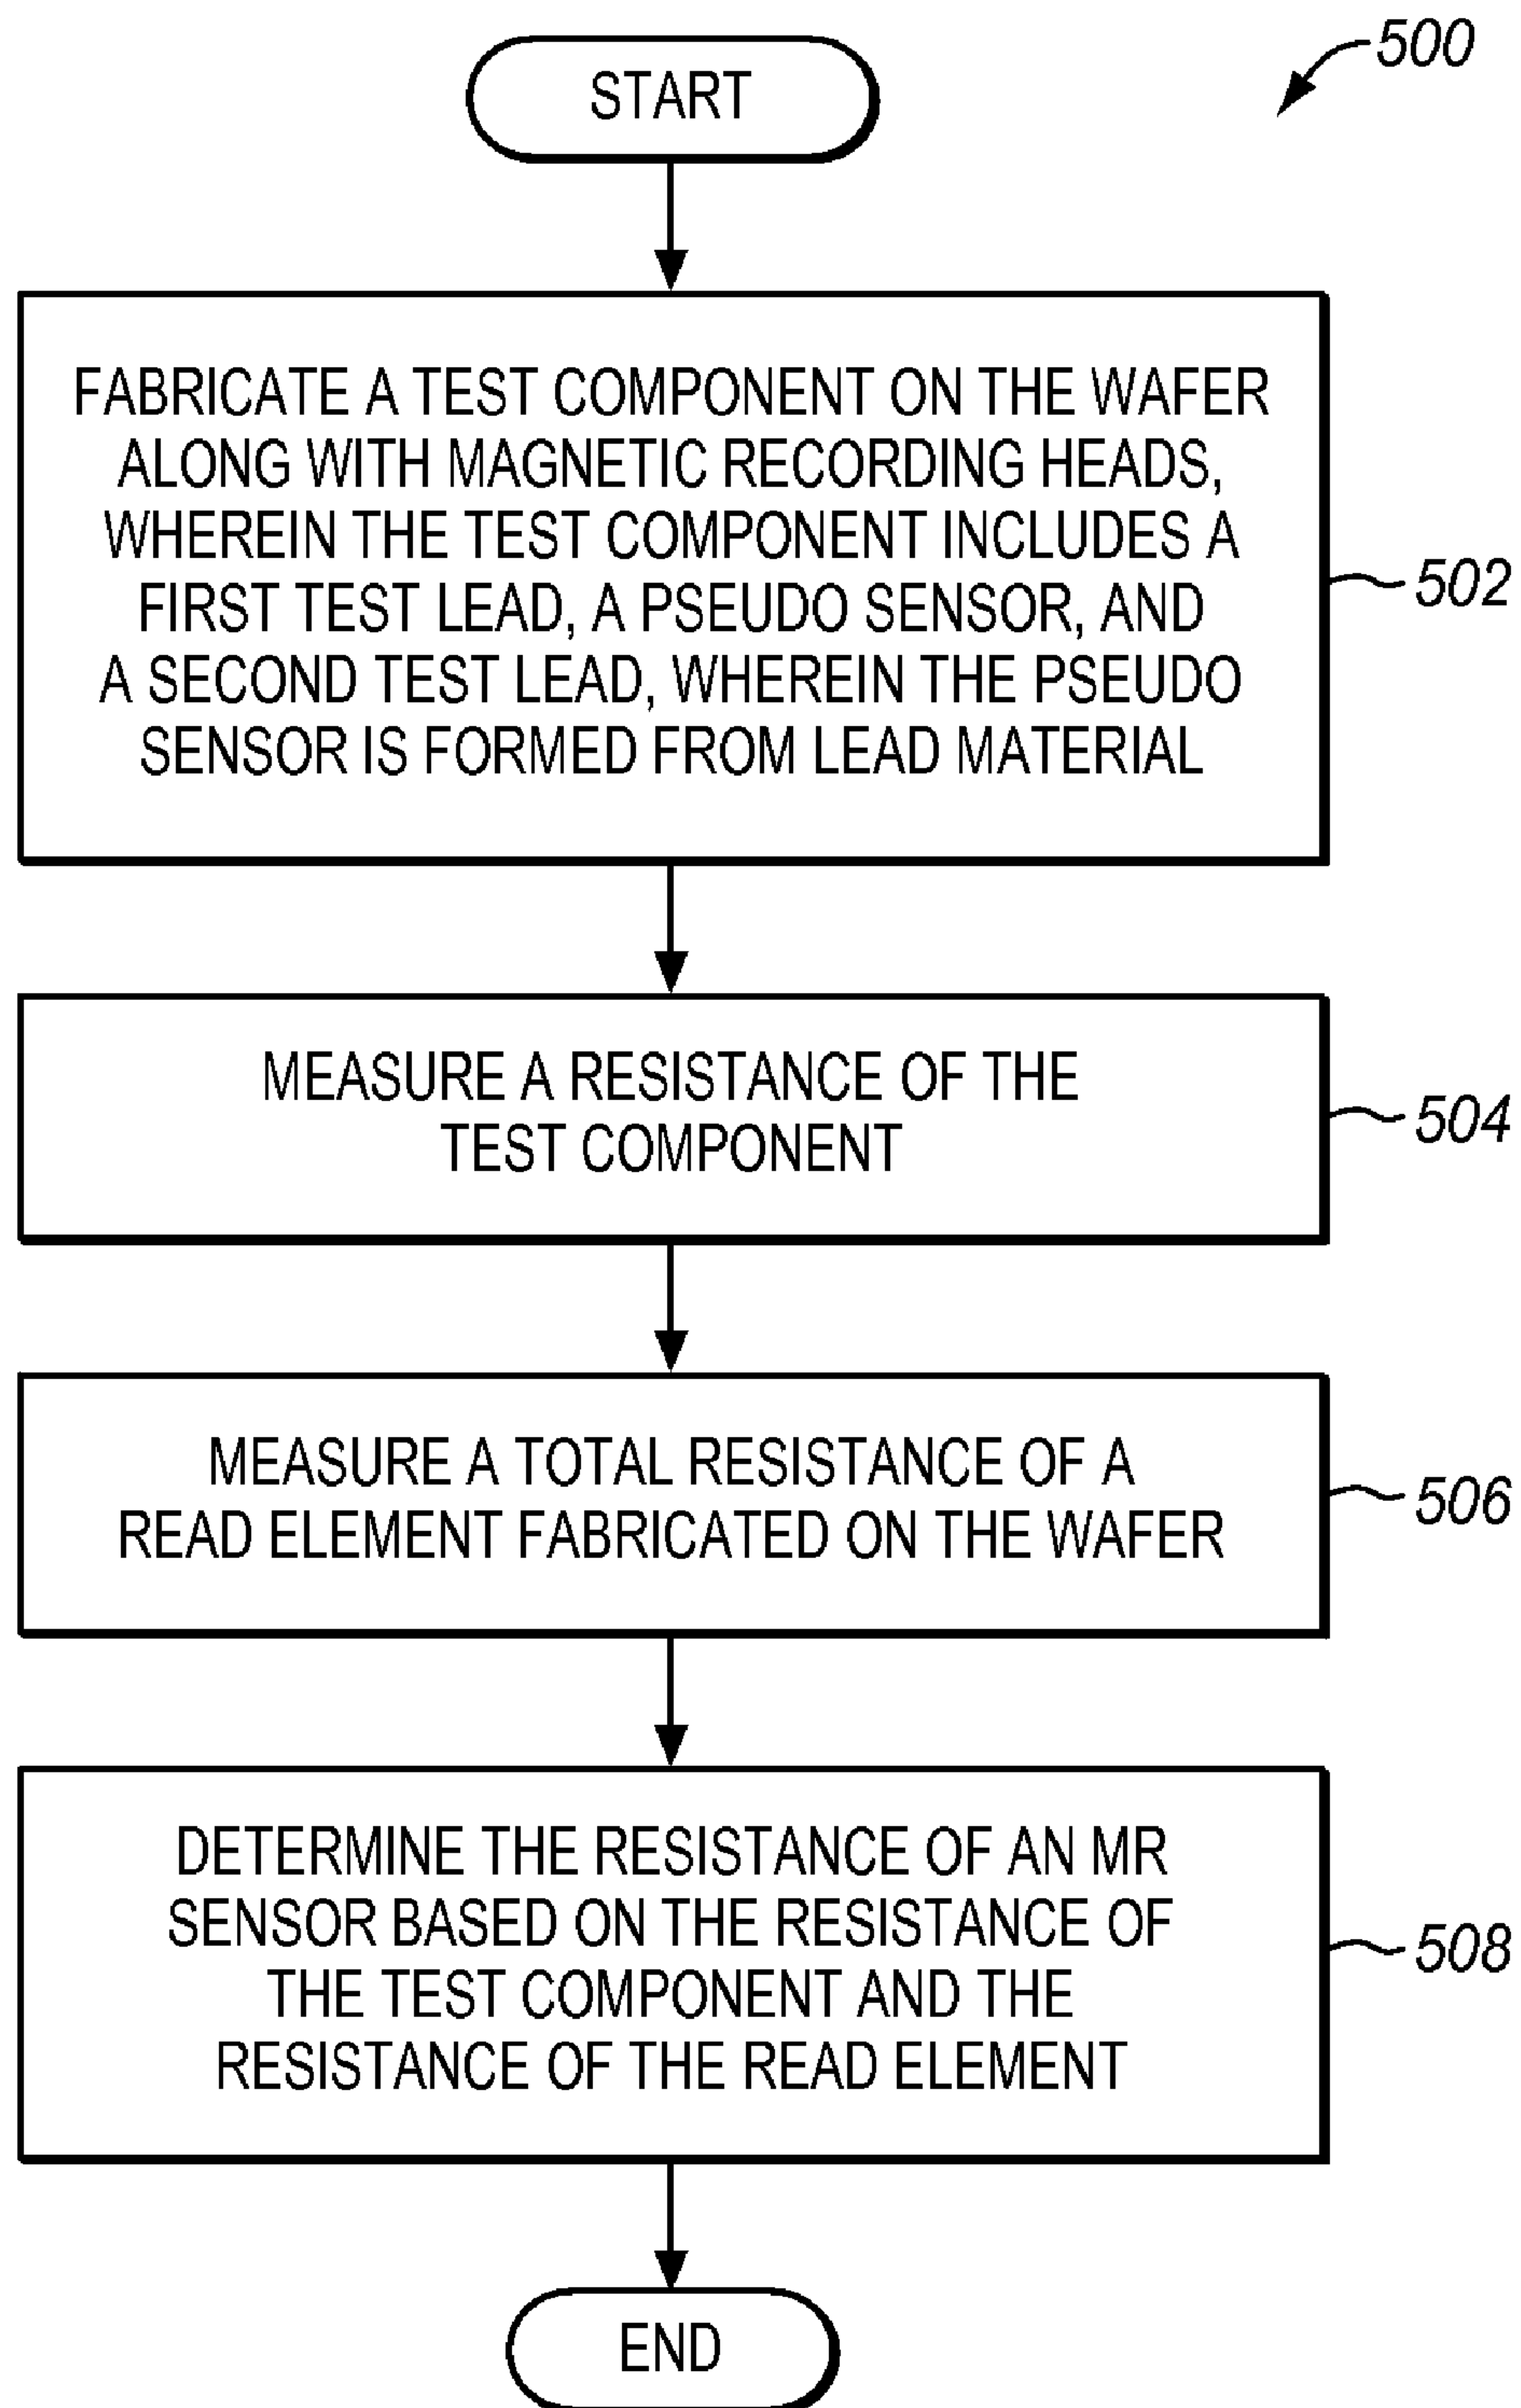 500
START
FABRICATE A TEST COMPONENT ON THE WAFER
ALONG WITH MAGNETIC RECORDING HEADS,
WHEREIN THE TEST COMPONENT INCLUDES A
FIRST TEST LEAD, A PSEUDO SENSOR, AND
A SECOND TEST LEAD, WHEREIN THE PSEUDO
SENSOR IS FORMED FROM LEAD MATERIAL
502
MEASURE A RESISTANCE OF THE
TEST COMPONENT
504
MEASURE A TOTAL RESISTANCE OF A
READ ELEMENT FABRICATED ON THE WAFER
506
DETERMINE THE RESISTANCE OF AN MR
SENSOR BASED ON THE RESISTANCE OF
THE TEST COMPONENT AND THE
RESISTANCE OF THE READ ELEMENT
508
END